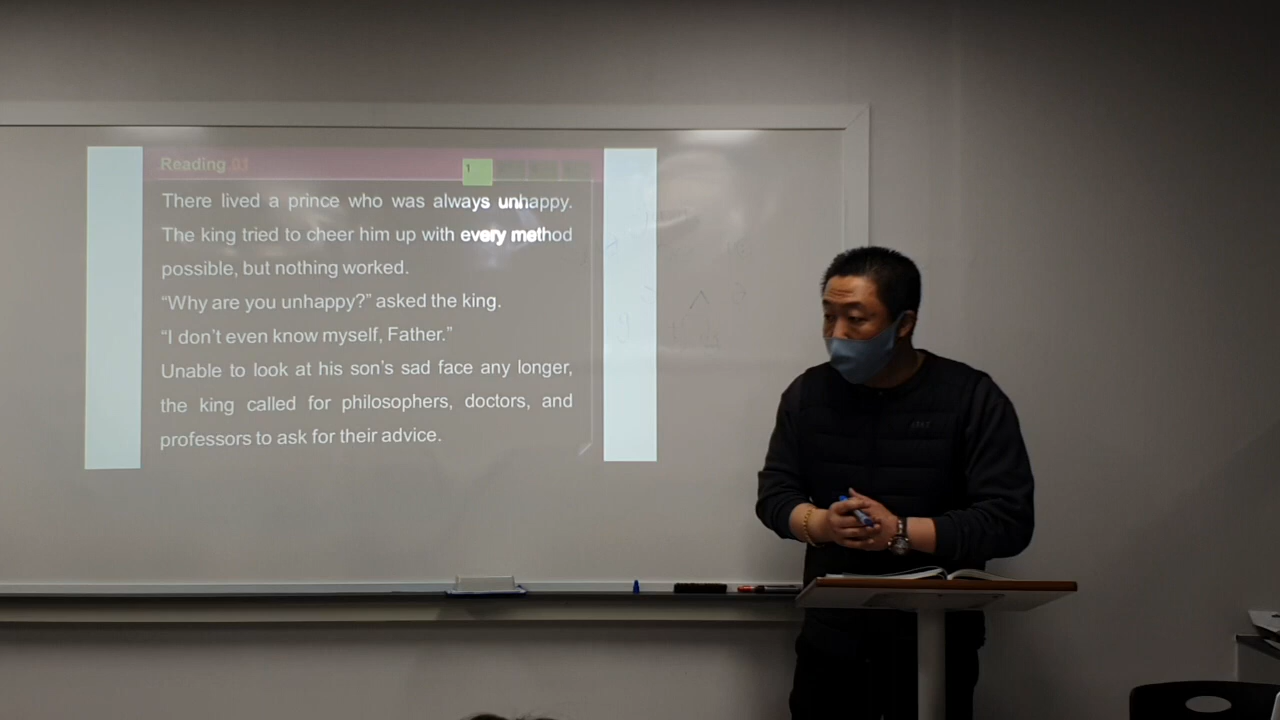 Reading 01
1
There lived a prince who was always unhappy.
The king tried to cheer him up with every method
possible, but nothing worked.
“Why are you unhappy?” asked the king.
“I don’t even know myself, Father.”
Unable to look at his son’s sad face any longer,
the king called for philosophers, doctors, and
professors to ask for their advice.